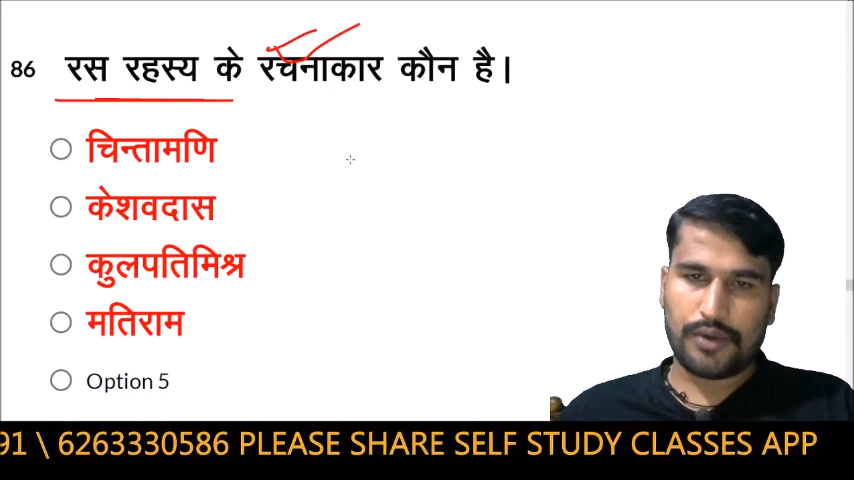 86 रस रहस्य के रचनाकार कौन है |
चिन्तामणि
केशवदास
कुलपतिमिश्र
मतिराम
Option 5
91 \ 6263330586 PLEASE SHARE SELF STUDY CLASSES APP